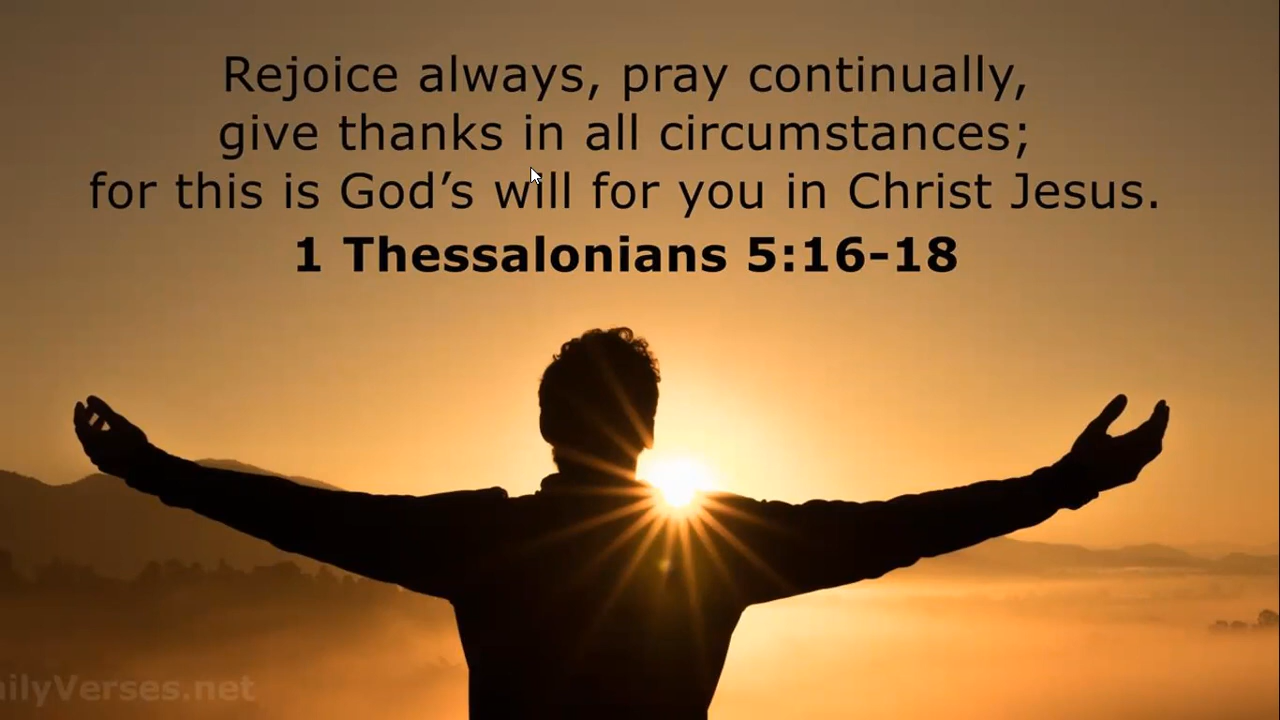 Rejoice always, pray continually,
give thanks in all circumstances;
for this is God’s will for you in Christ Jesus.
1 Thessalonians 5:16-18
ilyVerses.net